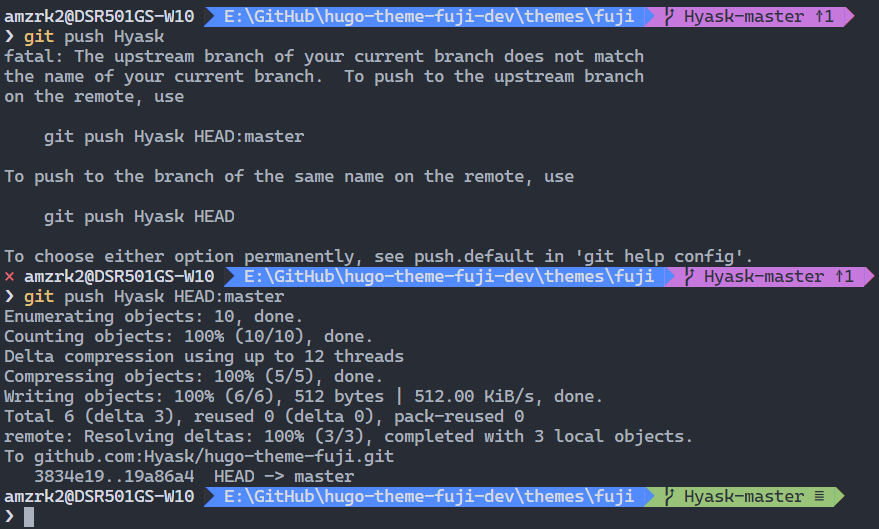 amzrk2@DSR501GS-W10 E:\GitHub\hugo-theme-fuji-dev\themes\fuji Hyask-master ↑1
❯ git push Hyask
fatal: The upstream branch of your current branch does not match
the name of your current branch.  To push to the upstream branch
on the remote, use

    git push Hyask HEAD:master

To push to the branch of the same name on the remote, use

    git push Hyask HEAD

To choose either option permanently, see push.default in 'git help config'.
× amzrk2@DSR501GS-W10 E:\GitHub\hugo-theme-fuji-dev\themes\fuji Hyask-master ↑1
❯ git push Hyask HEAD:master
Enumerating objects: 10, done.
Counting objects: 100% (10/10), done.
Delta compression using up to 12 threads
Compressing objects: 100% (5/5), done.
Writing objects: 100% (6/6), 512 bytes | 512.00 KiB/s, done.
Total 6 (delta 3), reused 0 (delta 0), pack-reused 0
remote: Resolving deltas: 100% (3/3), completed with 3 local objects.
To github.com:Hyask/hugo-theme-fuji.git
   3834e19..19a86a4  HEAD -> master
amzrk2@DSR501GS-W10 E:\GitHub\hugo-theme-fuji-dev\themes\fuji Hyask-master ≡
❯